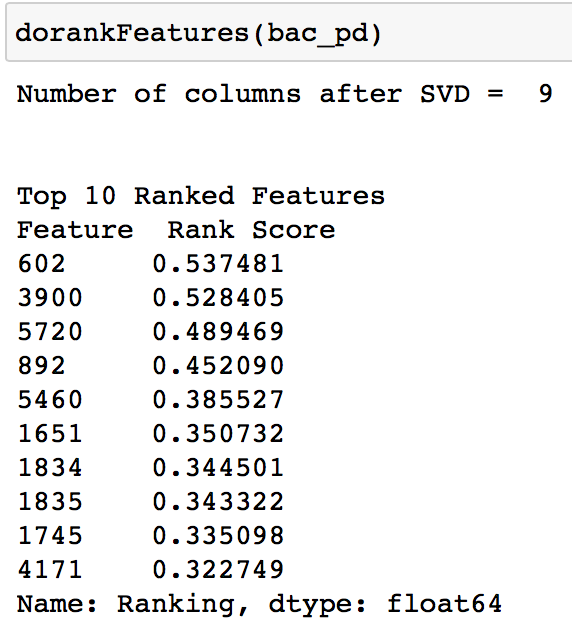 dorankFeatures(bac_pd)
Number of columns after SVD =  9
Top 10 Ranked Features
Feature  Rank Score
602     0.537481
3900    0.528405
5720    0.489469
892     0.452090
5460    0.385527
1651    0.350732
1834    0.344501
1835    0.343322
1745    0.335098
4171    0.322749
Name: Ranking, dtype: float64